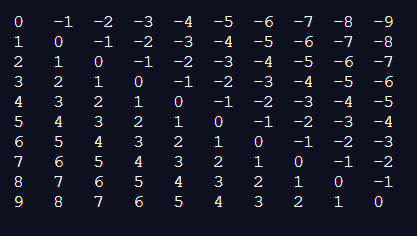 0 -1 -2 -3 -4 -5 -6 -7 -8 -9
1 0 -1 -2 -3 -4 -5 -6 -7 -8
2 1 0 -1 -2 -3 -4 -5 -6 -7
3 2 1 0 -1 -2 -3 -4 -5 -6
4 3 2 1 0 -1 -2 -3 -4 -5
5 4 3 2 1 0 -1 -2 -3 -4
6 5 4 3 2 1 0 -1 -2 -3
7 6 5 4 3 2 1 0 -1 -2
8 7 6 5 4 3 2 1 0 -1
9 8 7 6 5 4 3 2 1 0